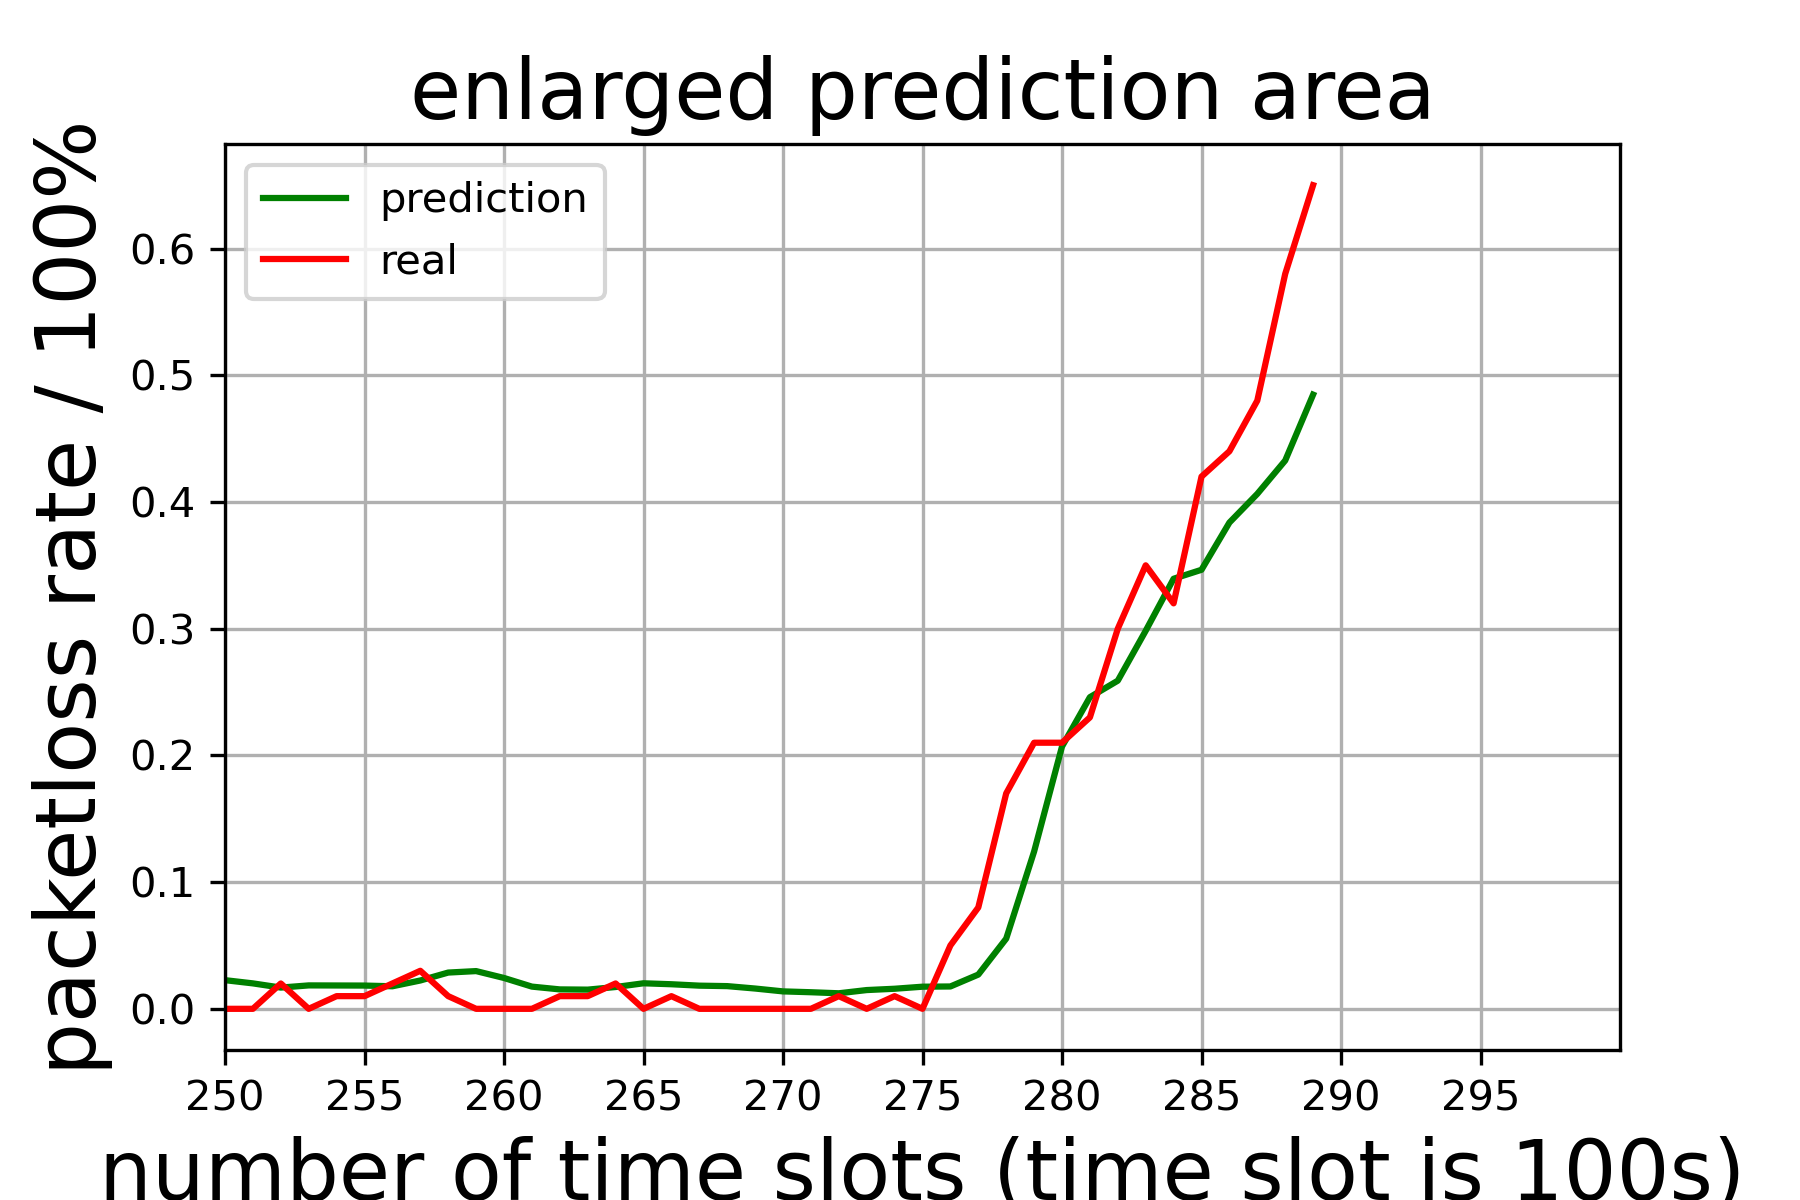 enlarged prediction area
packetloss rate / 100%
prediction
real
0.6
0.5
0.4
0.3
0.2
0.1
0.0
250 255 260 265 270 275 280 285 290 295
number of time slots (time slot is 100s)